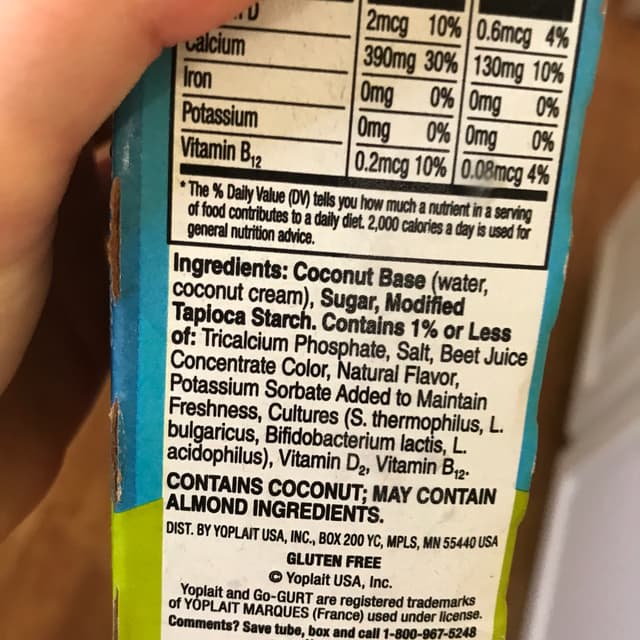 2mcg 10% 0.6mcg 4%
Calcium 390mg 30% 130mg 10%
Iron 0mg 0% 0mg 0%
Potassium 0mg 0% 0mg 0%
Vitamin B12 0.2mcg 10% 0.08mcg 4%
* The % Daily Value (DV) tells you how much a nutrient in a serving
of food contributes to a daily diet. 2,000 calories a day is used for
general nutrition advice.
Ingredients: Coconut Base (water,
coconut cream), Sugar, Modified
Tapioca Starch. Contains 1% or Less
of: Tricalcium Phosphate, Salt, Beet Juice
Concentrate Color, Natural Flavor,
Potassium Sorbate Added to Maintain
Freshness, Cultures (S. thermophilus, L.
bulgaricus, Bifidobacterium lactis, L.
acidophilus), Vitamin D2, Vitamin B12.
CONTAINS COCONUT; MAY CONTAIN
ALMOND INGREDIENTS.
DIST. BY YOPLAIT USA, INC., BOX 200 YC, MPLS, MN 55440 USA
GLUTEN FREE
© Yoplait USA, Inc.
Yoplait and Go-GURT are registered trademarks
of YOPLAIT MARQUES (France) used under license.
Comments? Save tube, box and call 1-800-967-5248